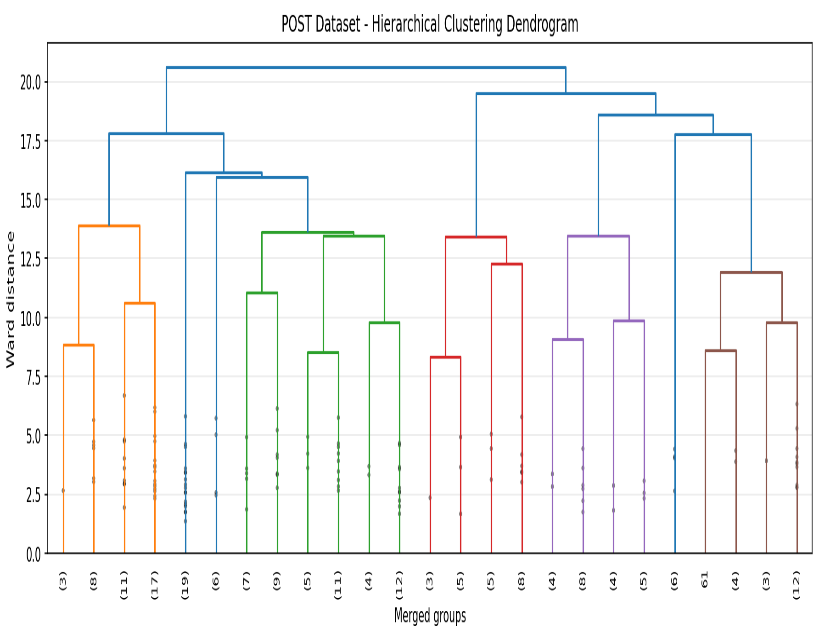 POST Dataset - Hierarchical Clustering Dendrogram
Ward distance
20.0
17.5
15.0
12.5
10.0
7.5
5.0
2.5
0.0
(3) (8) (11) (17) (19) (6) (7) (9) (5) (11) (4) (12) (3) (5) (5) (8) (4) (8) (4) (5) (6) 61 (4) (3) (12)
Merged groups